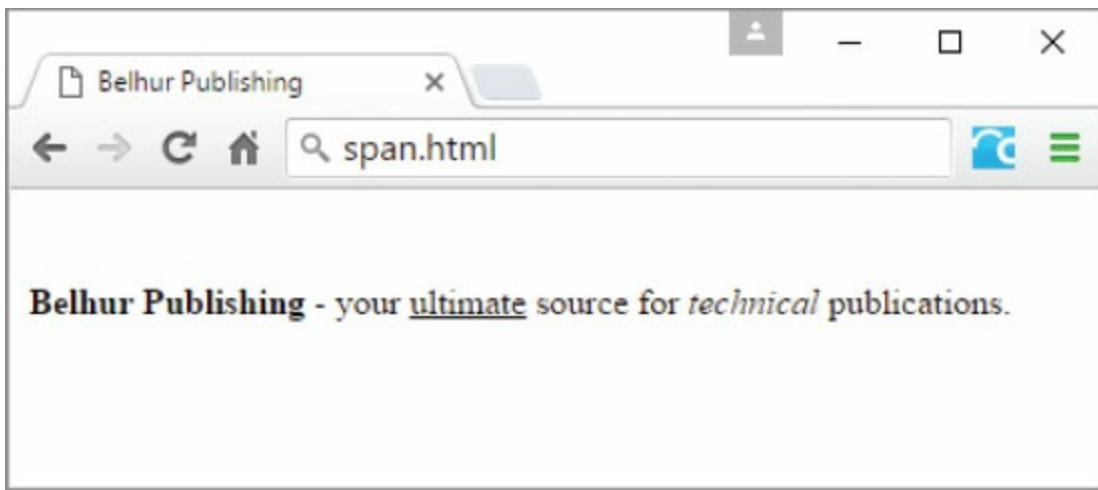 Belhur Publishing
span.html
Belhur Publishing - your ultimate source for technical publications.